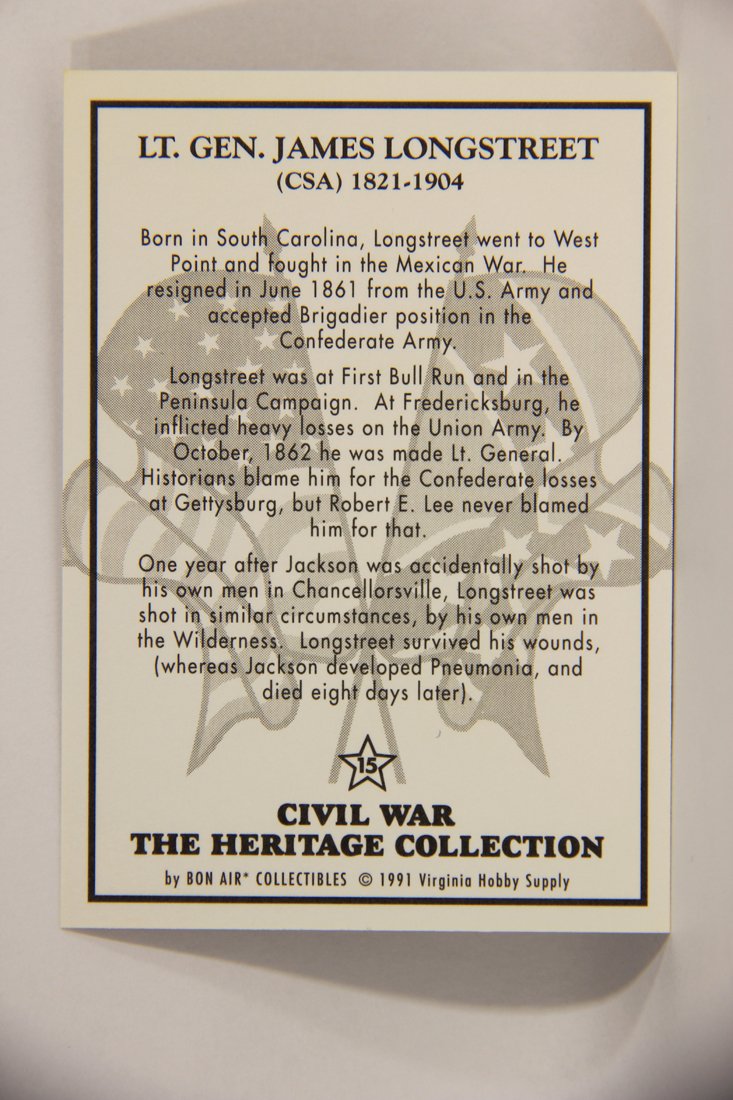 LT. GEN. JAMES LONGSTREET
(CSA) 1821-1904
Born in South Carolina, Longstreet went to West
Point and fought in the Mexican War. He
resigned in June 1861 from the U.S. Army and
accepted Brigadier position in the
Confederate Army.
Longstreet was at First Bull Run and in the
Peninsula Campaign. At Fredericksburg, he
inflicted heavy losses on the Union Army. By
October, 1862 he was made Lt. General.
Historians blame him for the Confederate losses
at Gettysburg, but Robert E. Lee never blamed
him for that.
One year after Jackson was accidentally shot by
his own men in Chancellorsville, Longstreet was
shot in similar circumstances, by his own men in
the Wilderness. Longstreet survived his wounds,
(whereas Jackson developed Pneumonia, and
died eight days later).
15
CIVIL WAR
THE HERITAGE COLLECTION
by BON AIR* COLLECTIBLES © 1991 Virginia Hobby Supply